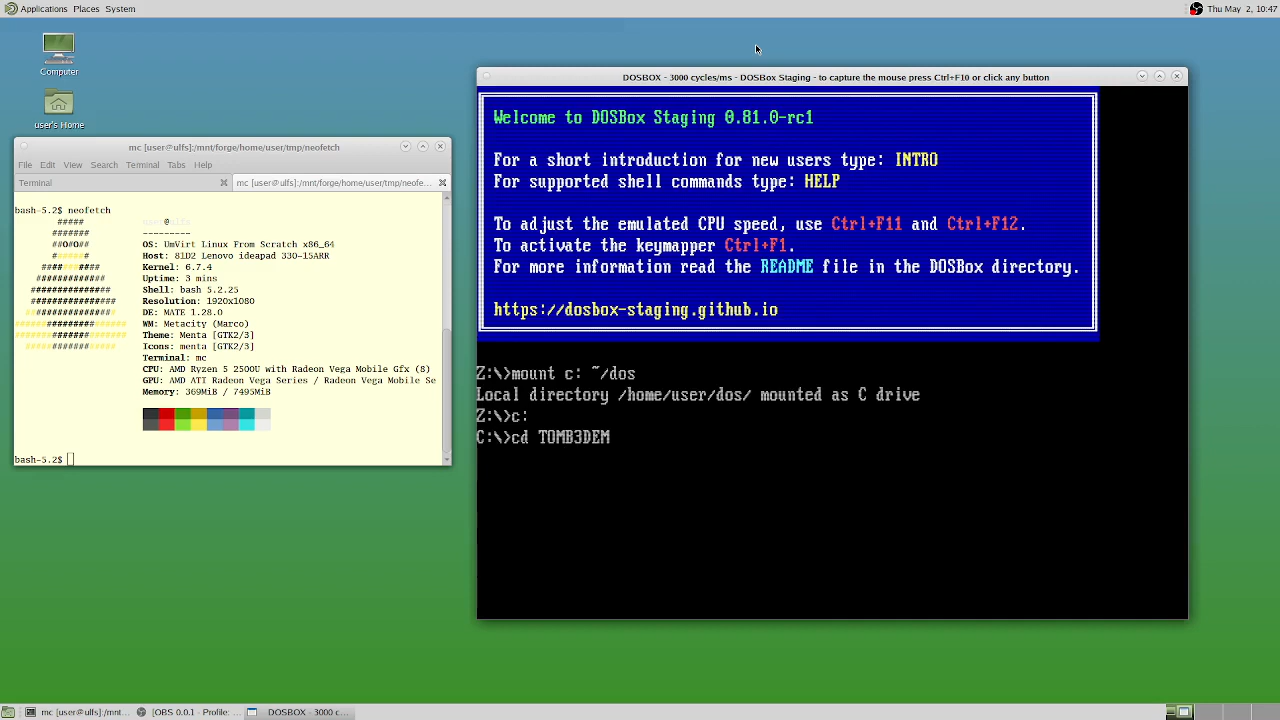 Applications Places System
Thu May 2, 10:47
Computer
user's Home
mc [user@ulfs]:/mnt/forge/home/user/tmp/neofetch
File Edit View Search Terminal Tabs Help
Terminal
mc [user@ulfs]:/mnt/forge/home/user/tmp/neofe...
bash-5.2$ neofetch
---------
OS: UmVirt Linux From Scratch x86_64
Host: 81D2 Lenovo ideapad 330-15ARR
Kernel: 6.7.4
Uptime: 3 mins
Shell: bash 5.2.25
Resolution: 1920x1080
DE: MATE 1.28.0
WM: Metacity (Marco)
Theme: Menta [GTK2/3]
Icons: menta [GTK2/3]
Terminal: mc
CPU: AMD Ryzen 5 2500U with Radeon Vega Mobile Gfx (8)
GPU: AMD ATI Radeon Vega Series / Radeon Vega Mobile Se
Memory: 369MiB / 7495MiB
bash-5.2$
DOSBOX - 3000 cycles/ms - DOSBox Staging - to capture the mouse press Ctrl+F10 or click any button
Welcome to DOSBox Staging 0.81.0-rc1
For a short introduction for new users type: INTRO
For supported shell commands type: HELP
To adjust the emulated CPU speed, use Ctrl+F11 and Ctrl+F12.
To activate the keymapper Ctrl+F1.
For more information read the README file in the DOSBox directory.
https://dosbox-staging.github.io
Z:\>mount c: ~/dos
Local directory /home/user/dos/ mounted as C drive
Z:\>c:
C:\>cd TOMB3DEM
mc [user@ulfs]:/mnt...
[OBS 0.0.1 - Profile: ...
DOSBOX - 3000 c...